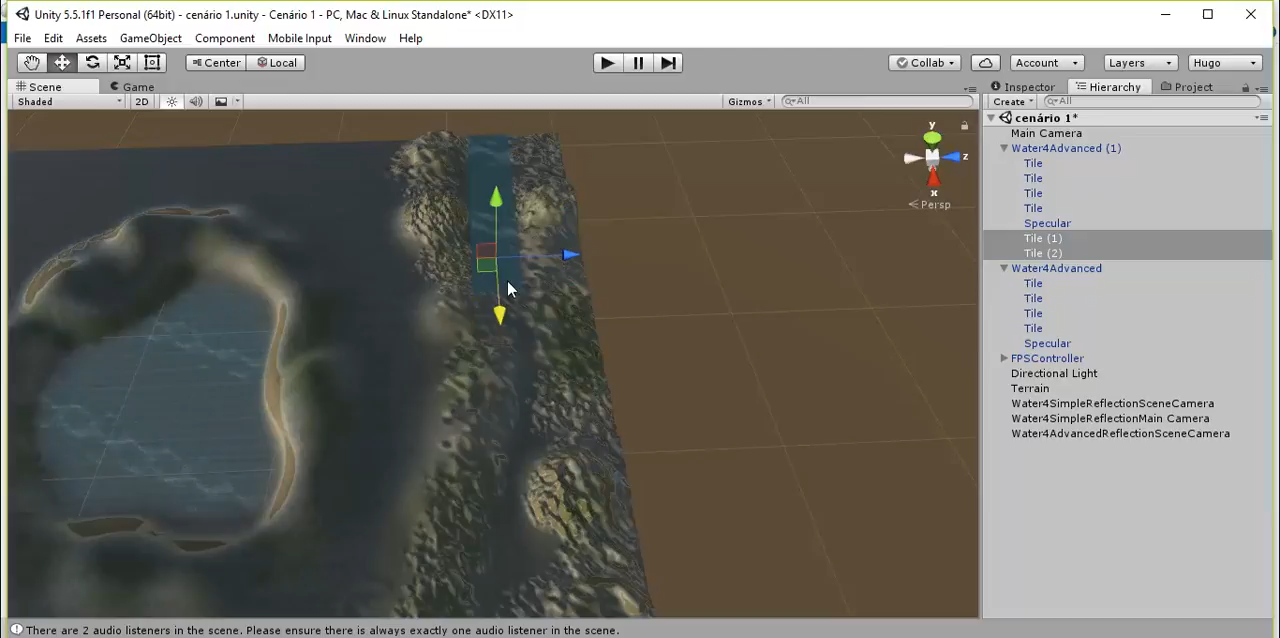 Unity 5.5.1f1 Personal (64bit) - cenário 1.unity - Cenário 1 - PC, Mac & Linux Standalone* <DX11>
File Edit Assets GameObject Component Mobile Input Window Help
Center Local Collab Account Layers Hugo
Scene Game Inspector Hierarchy Project
Shaded 2D Gizmos All Create All
cenário 1*
Main Camera
Water4Advanced (1)
Tile
Tile
Tile
Tile
Specular
Tile (1)
Tile (2)
Water4Advanced
Tile
Tile
Tile
Tile
Specular
FPSController
Directional Light
Terrain
Water4SimpleReflectionSceneCamera
Water4SimpleReflectionMain Camera
Water4AdvancedReflectionSceneCamera
y
z
x
Persp
There are 2 audio listeners in the scene. Please ensure there is always exactly one audio listener in the scene.